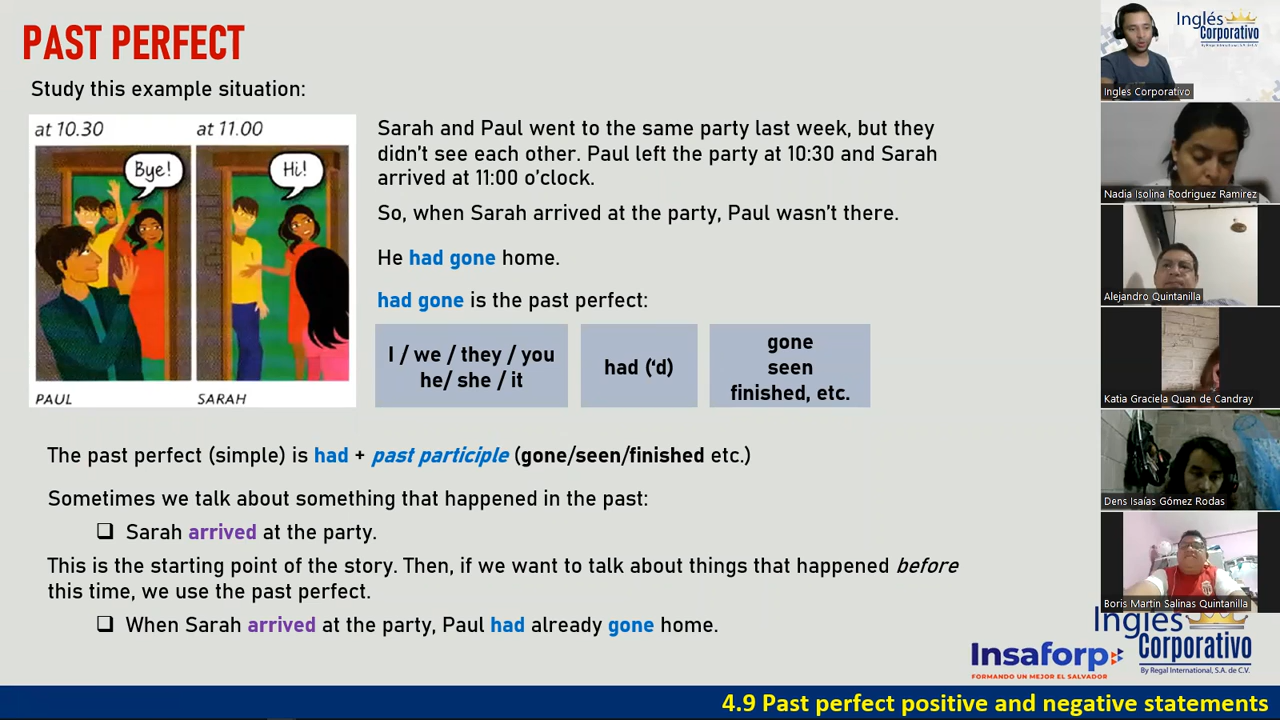 PAST PERFECT
Study this example situation:
at 10.30
at 11.00
Bye!
Hi!
PAUL
SARAH
Sarah and Paul went to the same party last week, but they
didn't see each other. Paul left the party at 10:30 and Sarah
arrived at 11:00 o'clock.
So, when Sarah arrived at the party, Paul wasn't there.
He had gone home.
had gone is the past perfect:
I / we / they / you
he/ she / it
had ('d)
gone
seen
finished, etc.
The past perfect (simple) is had + past participle (gone/seen/finished etc.)
Sometimes we talk about something that happened in the past:
❑ Sarah arrived at the party.
This is the starting point of the story. Then, if we want to talk about things that happened before
this time, we use the past perfect.
❑ When Sarah arrived at the party, Paul had already gone home.
Inglés
Corporativo
By Regal International, S.A. de C.V.
Ingles Corporativo
Nadia Isolina Rodriguez Ramirez
Alejandro Quintanilla
Katia Graciela Quan de Candray
Dens Isaías Gómez Rodas
Boris Martin Salinas Quintanilla
Insaforp
FORMANDO UN MEJOR EL SALVADOR
Inglés
Corporativo
By Regal International, S.A. de C.V.
4.9 Past perfect positive and negative statements